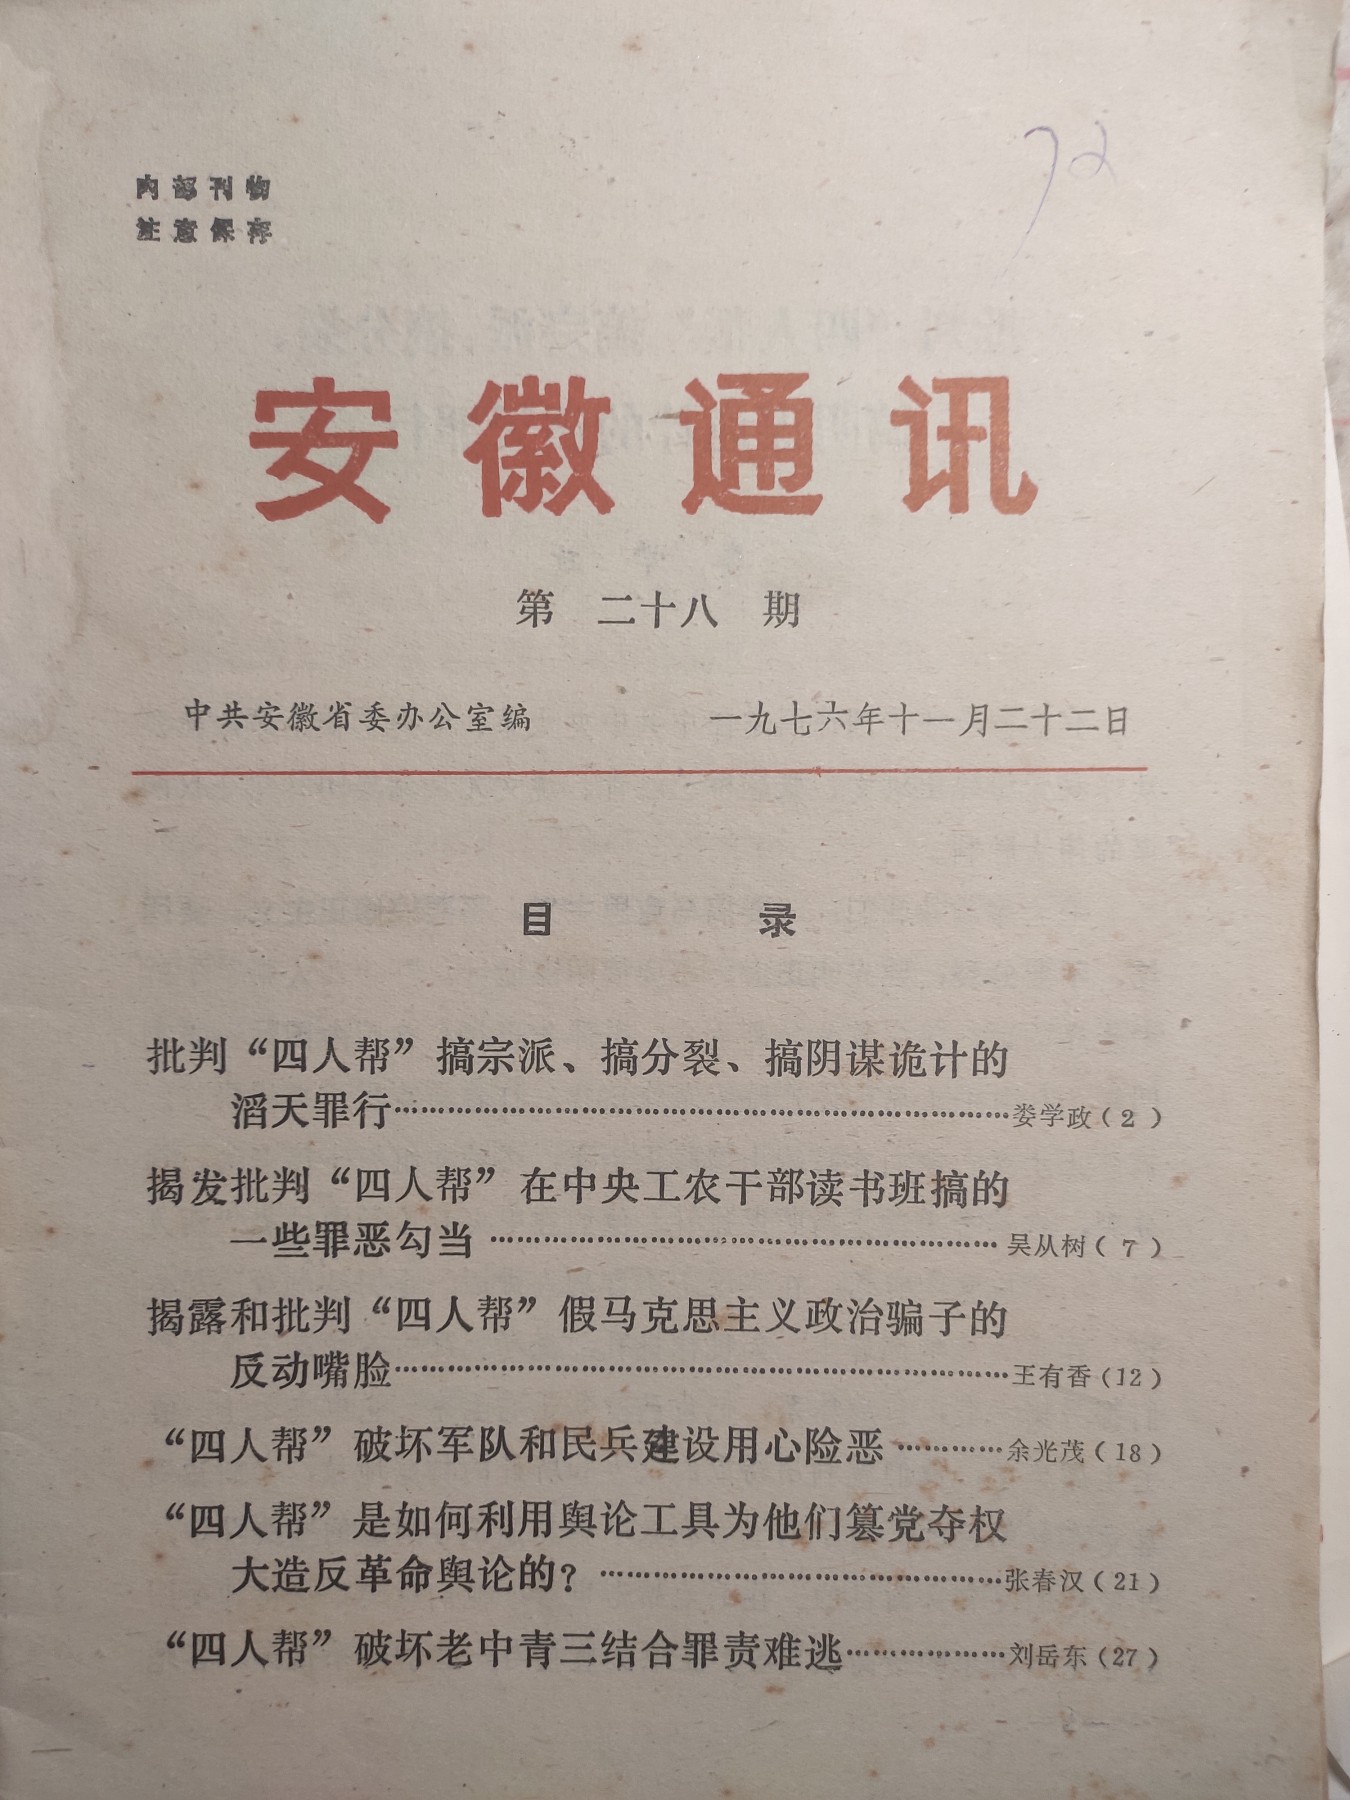 72
内部刊物
注意保存
安徽通讯
第 二十八 期
中共安徽省委办公室编 一九七六年十一月二十二日
目 录
批判“四人帮”搞宗派、搞分裂、搞阴谋诡计的
滔天罪行……………………………………娄学政（2）
揭发批判“四人帮”在中央工农干部读书班搞的
一些罪恶勾当 ………………………………吴从树（7）
揭露和批判“四人帮”假马克思主义政治骗子的
反动嘴脸……………………………………王有香（12）
“四人帮”破坏军队和民兵建设用心险恶 …………余光茂（18）
“四人帮”是如何利用舆论工具为他们篡党夺权
大造反革命舆论的？ …………………………张春汉（21）
“四人帮”破坏老中青三结合罪责难逃………………刘岳东（27）